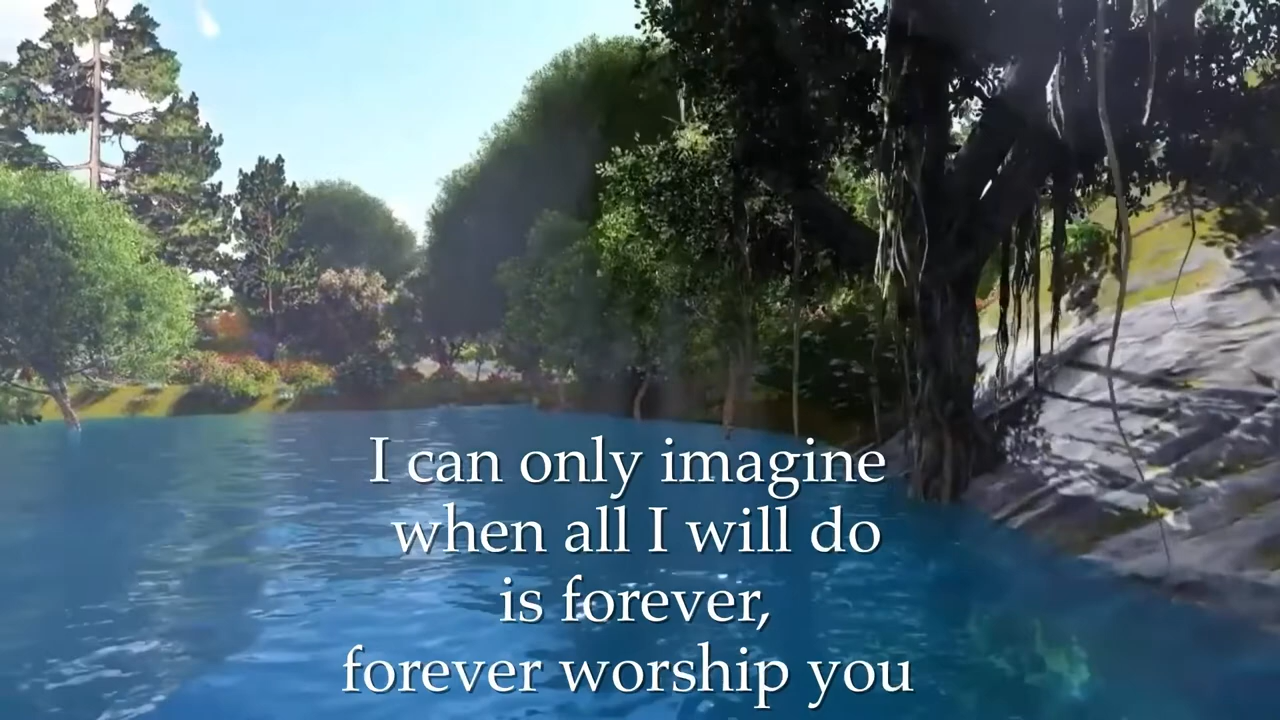 I can only imagine
when all I will do
is forever,
forever worship you